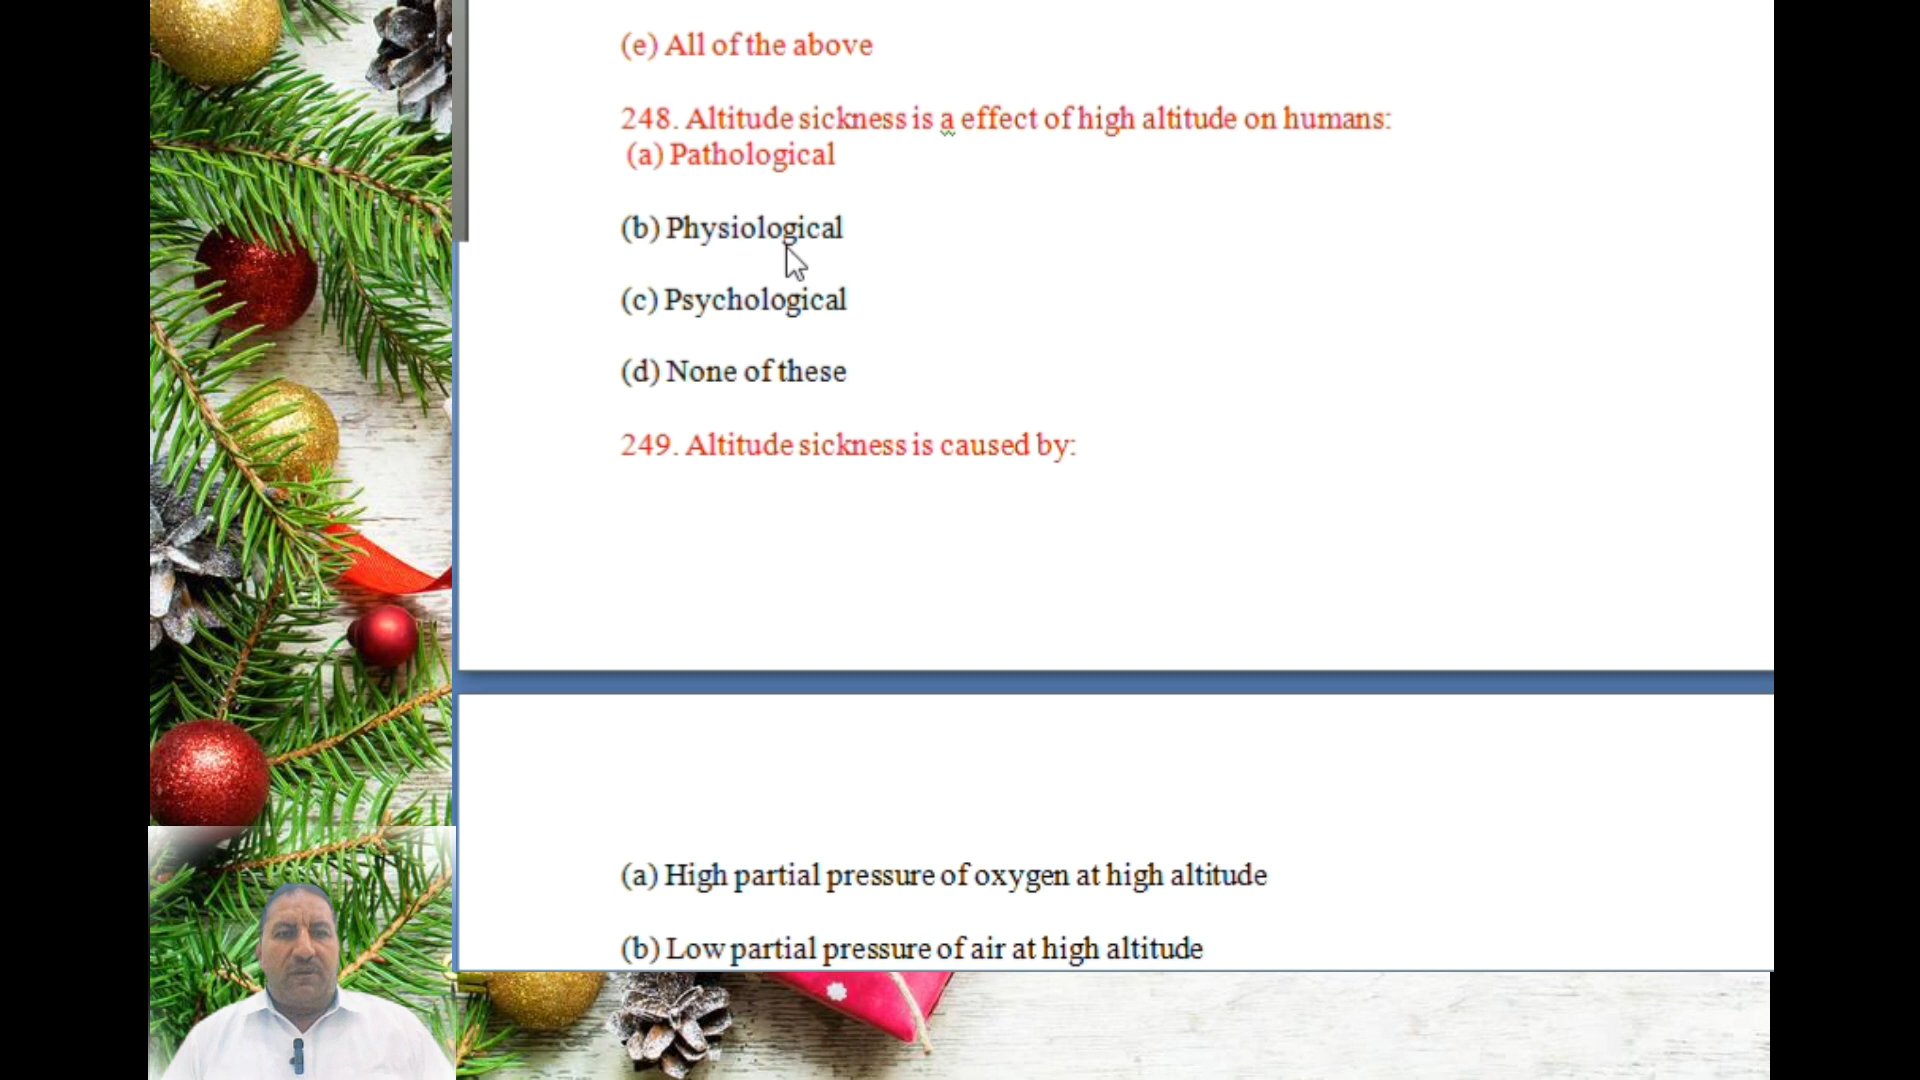 (e) All of the above
248. Altitude sickness is a effect of high altitude on humans:
(a) Pathological
(b) Physiological
(c) Psychological
(d) None of these
249. Altitude sickness is caused by:
(a) High partial pressure of oxygen at high altitude
(b) Low partial pressure of air at high altitude